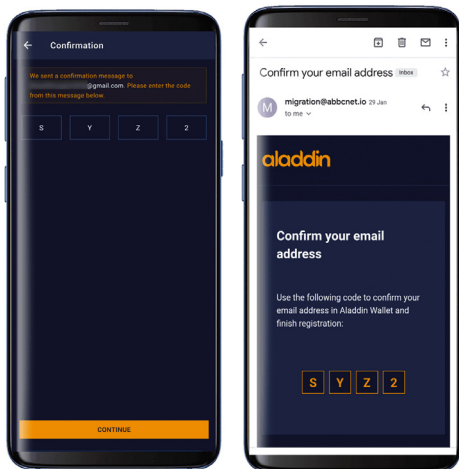 Confirmation
We sent a confirmation message to
@gmail.com. Please enter the code
from this message below.
S Y Z 2
CONTINUE
Confirm your email address Inbox
M migration@abbcnet.io 29 Jan
to me
aladdin
Confirm your email
address
Use the following code to confirm your
email address in Aladdin Wallet and
finish registration:
S Y Z 2